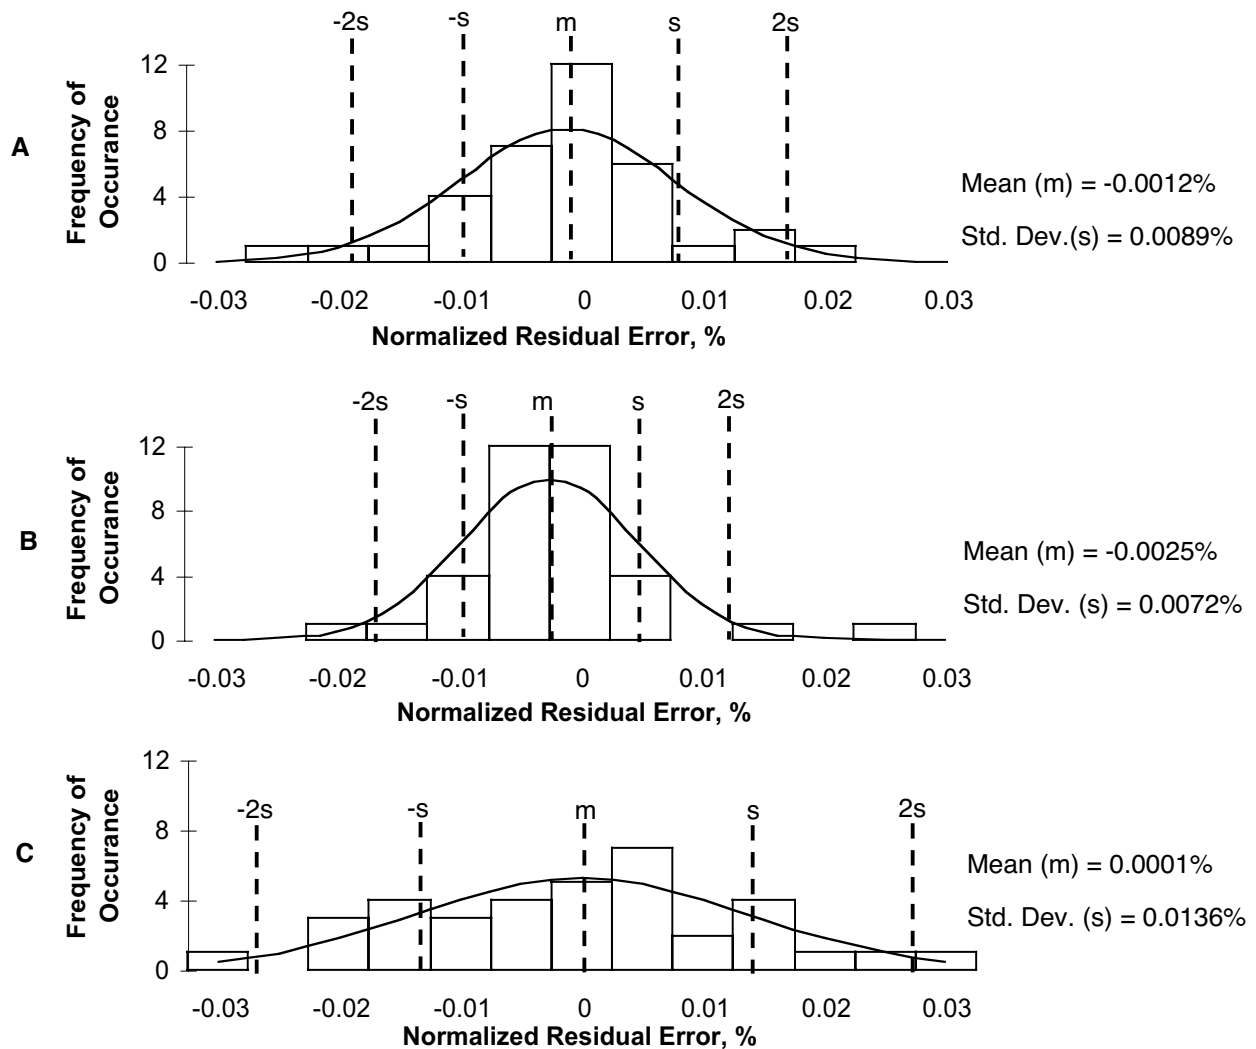 -2s -s m s 2s
A
Frequency of
Occurance
12
8
4
0
-0.03 -0.02 -0.01 0 0.01 0.02 0.03
Normalized Residual Error, %
Mean (m) = -0.0012%
Std. Dev.(s) = 0.0089%
-2s -s m s 2s
B
Frequency of
Occurance
12
8
4
0
-0.03 -0.02 -0.01 0 0.01 0.02 0.03
Normalized Residual Error, %
Mean (m) = -0.0025%
Std. Dev. (s) = 0.0072%
-2s -s m s 2s
C
Frequency of
Occurance
12
8
4
0
-0.03 -0.02 -0.01 0 0.01 0.02 0.03
Normalized Residual Error, %
Mean (m) = 0.0001%
Std. Dev. (s) = 0.0136%